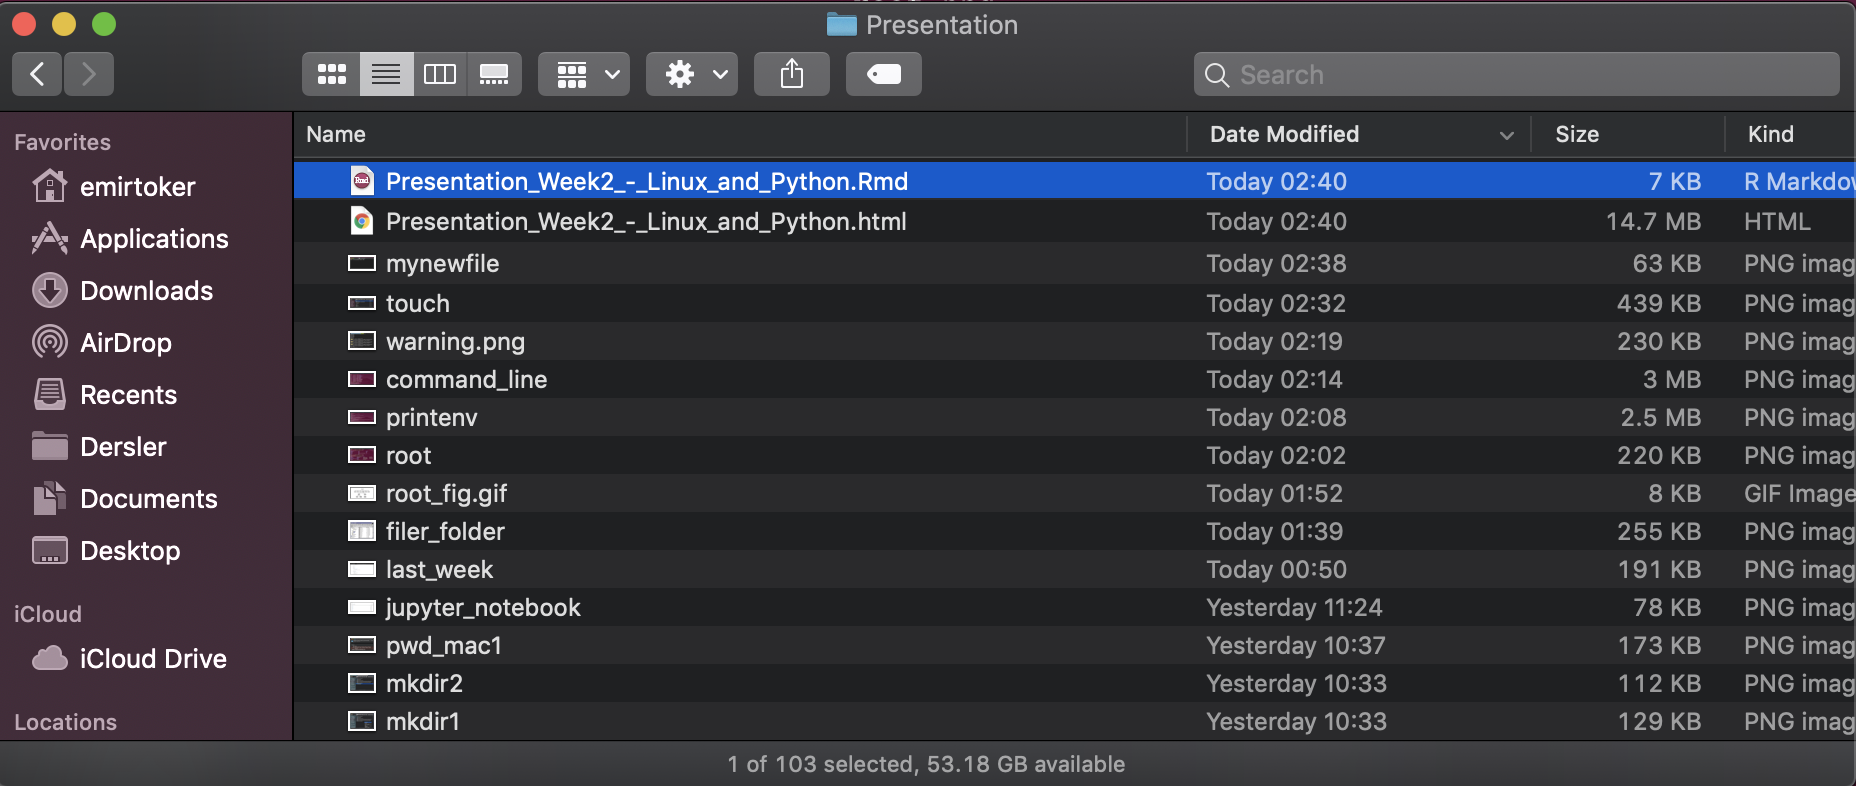 Presentation
Search
Favorites
emirtoker
Applications
Downloads
AirDrop
Recents
Dersler
Documents
Desktop
iCloud
iCloud Drive
Locations
Name Date Modified Size Kind
Presentation_Week2_-_Linux_and_Python.Rmd Today 02:40 7 KB R Markdow
Presentation_Week2_-_Linux_and_Python.html Today 02:40 14.7 MB HTML
mynewfile Today 02:38 63 KB PNG imag
touch Today 02:32 439 KB PNG imag
warning.png Today 02:19 230 KB PNG imag
command_line Today 02:14 3 MB PNG imag
printenv Today 02:08 2.5 MB PNG imag
root Today 02:02 220 KB PNG imag
root_fig.gif Today 01:52 8 KB GIF Image
filer_folder Today 01:39 255 KB PNG imag
last_week Today 00:50 191 KB PNG imag
jupyter_notebook Yesterday 11:24 78 KB PNG imag
pwd_mac1 Yesterday 10:37 173 KB PNG imag
mkdir2 Yesterday 10:33 112 KB PNG imag
mkdir1 Yesterday 10:33 129 KB PNG imag
1 of 103 selected, 53.18 GB available